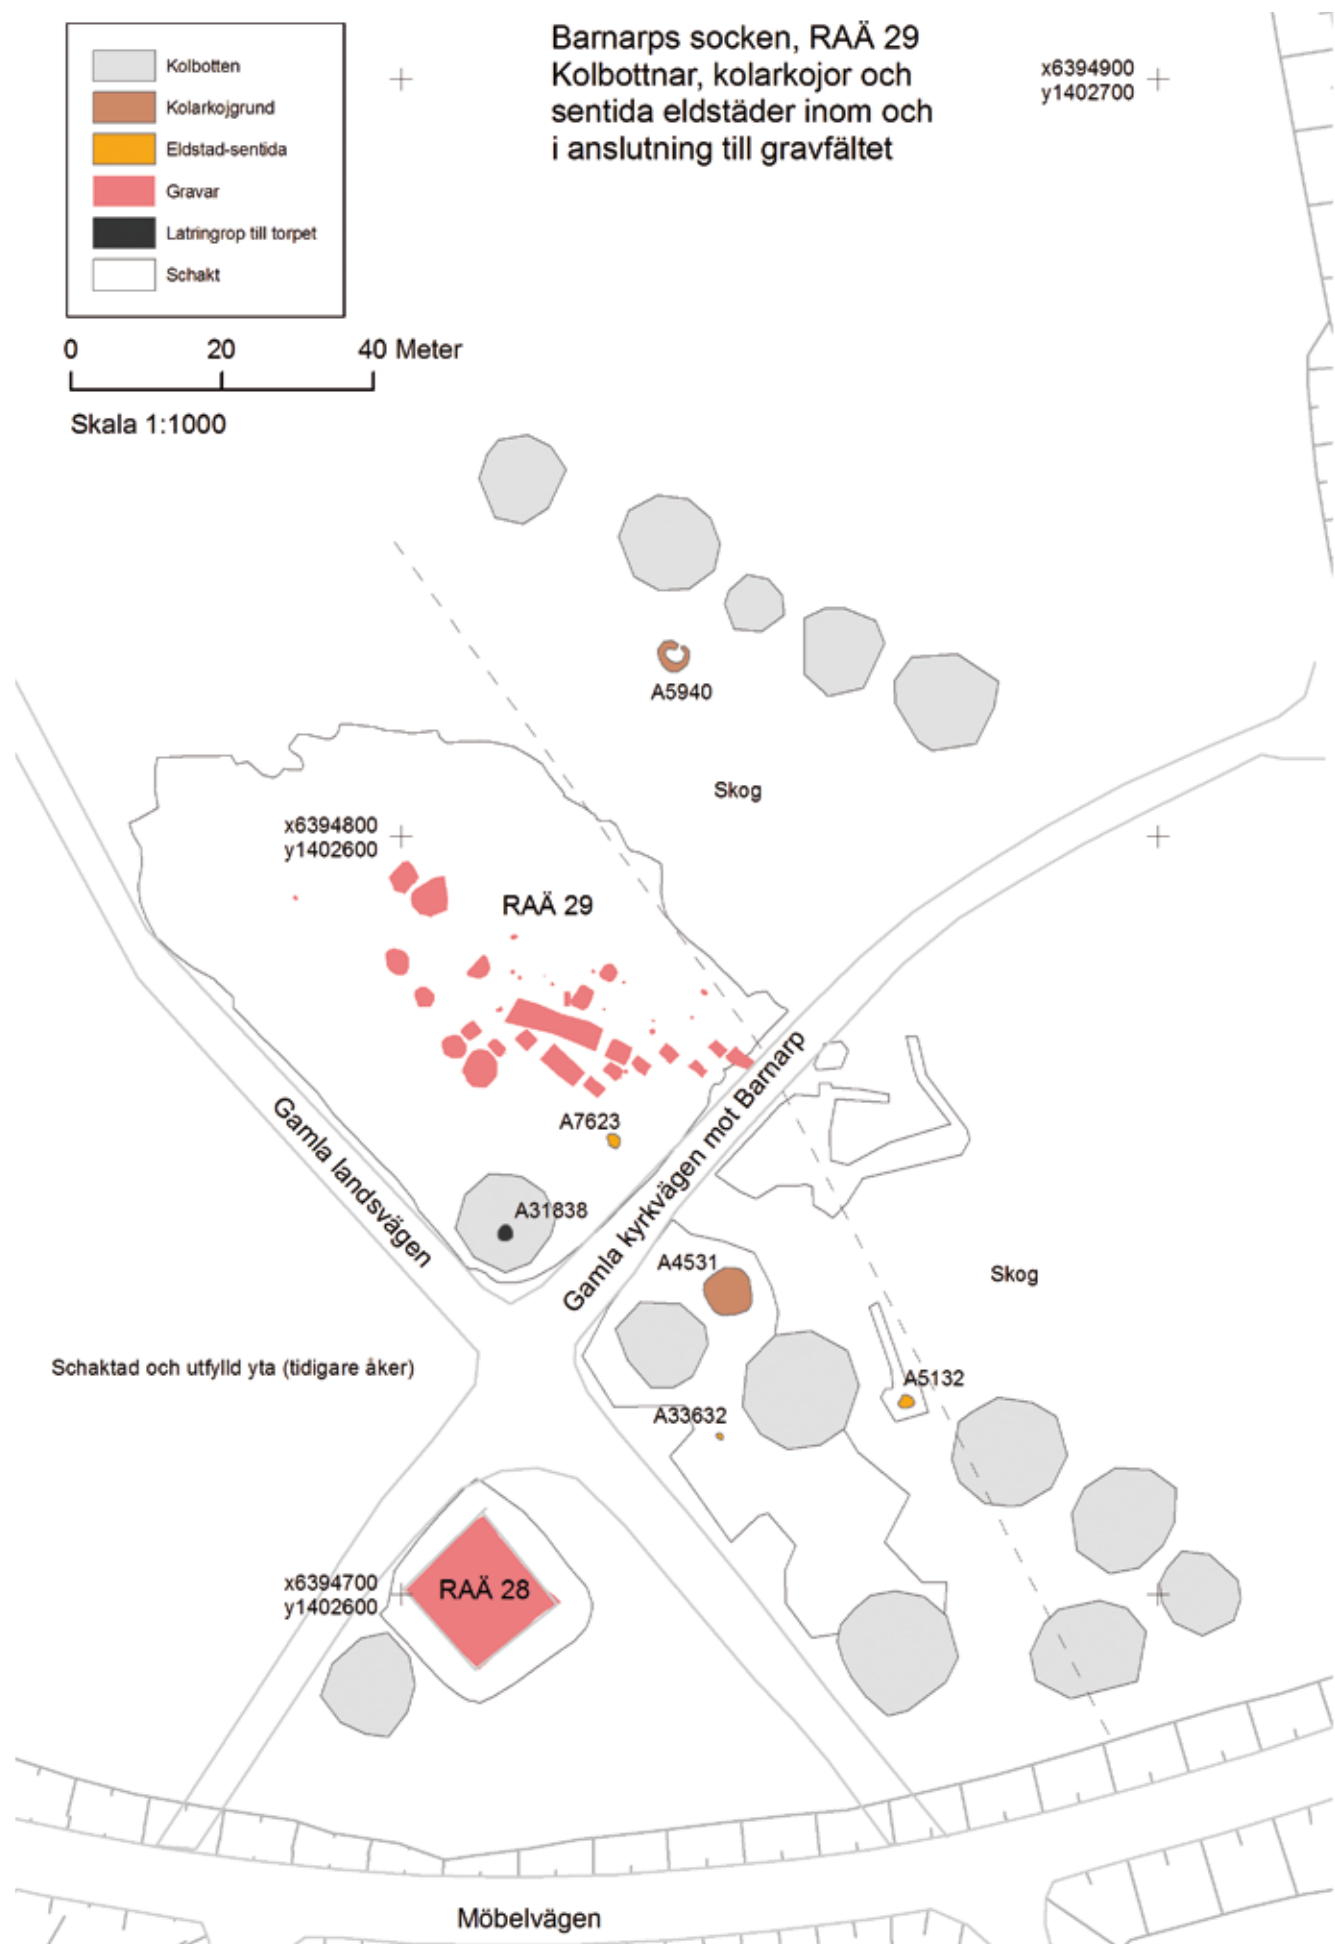 Barnarps socken, RAÄ 29
Kolbottnar, kolarkojor och
sentida eldstäder inom och
i anslutning till gravfältet
Kolbotten
Kolarkojgrund
Eldstad-sentida
Gravar
Latringrop till torpet
Schakt
x6394900
y1402700
0 20 40 Meter
Skala 1:1000
A5940
Skog
x6394800
y1402600
RAÄ 29
A7623
Gamla landsvägen
Gamla kyrkvägen mot Barnarp
A31838
A4531
Skog
Schaktad och utfylld yta (tidigare åker)
A5132
A33632
x6394700
y1402600
RAÄ 28
Möbelvägen